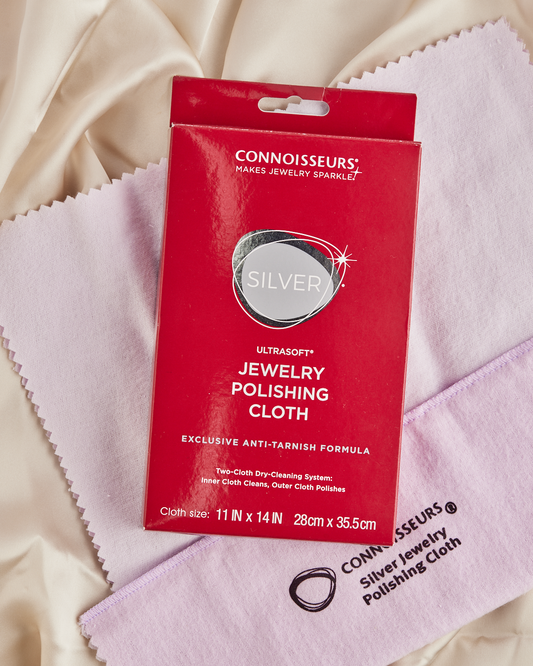 CONNOISSEURS®
MAKES JEWELRY SPARKLE
SILVER
ULTRASOFT®
JEWELRY
POLISHING
CLOTH
EXCLUSIVE ANTI-TARNISH FORMULA
Two-Cloth Dry-Cleaning System:
Inner Cloth Cleans, Outer Cloth Polishes
Cloth size: 11 IN x 14 IN 28cm x 35.5cm
CONNOISSEURS®
Silver Jewelry
Polishing Cloth